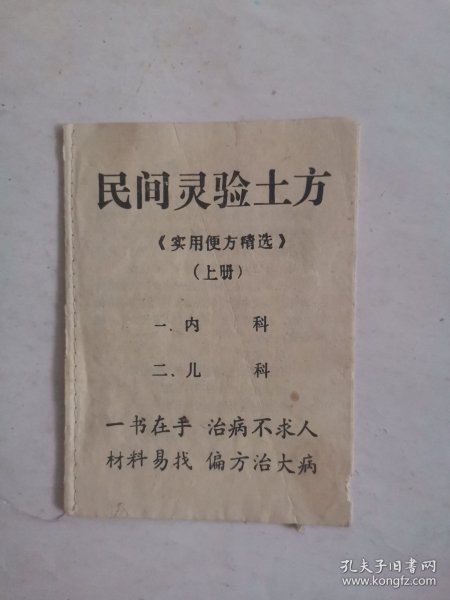 民间灵验土方
《实用便方精选》
（上册）
一．内　　科
二．儿　　科
一书在手 治病不求人
材料易找 偏方治大病
孔夫子旧书网
www.kongfz.com